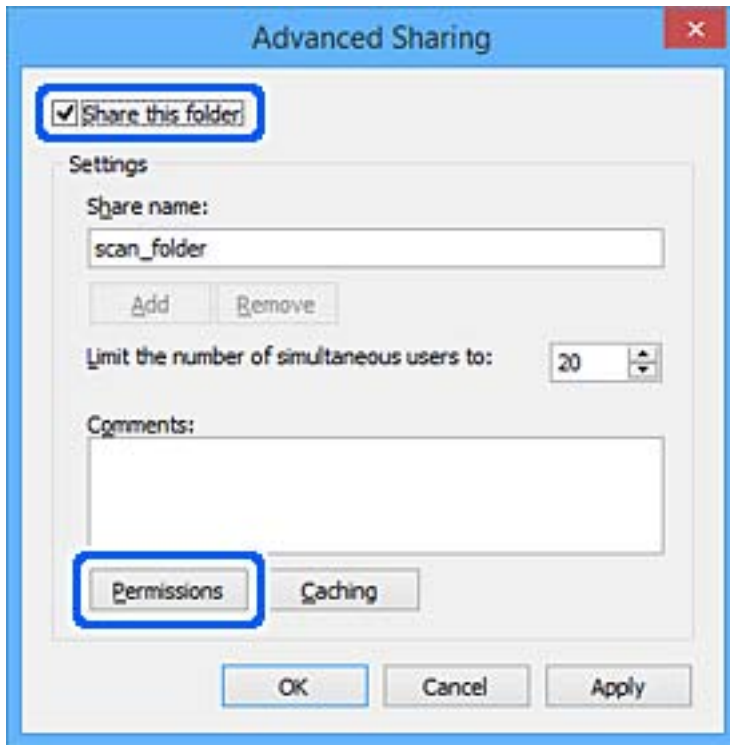 Advanced Sharing
Share this folder
Settings
Share name:
scan_folder
Add Remove
Limit the number of simultaneous users to: 20
Comments:
Permissions Caching
OK Cancel Apply